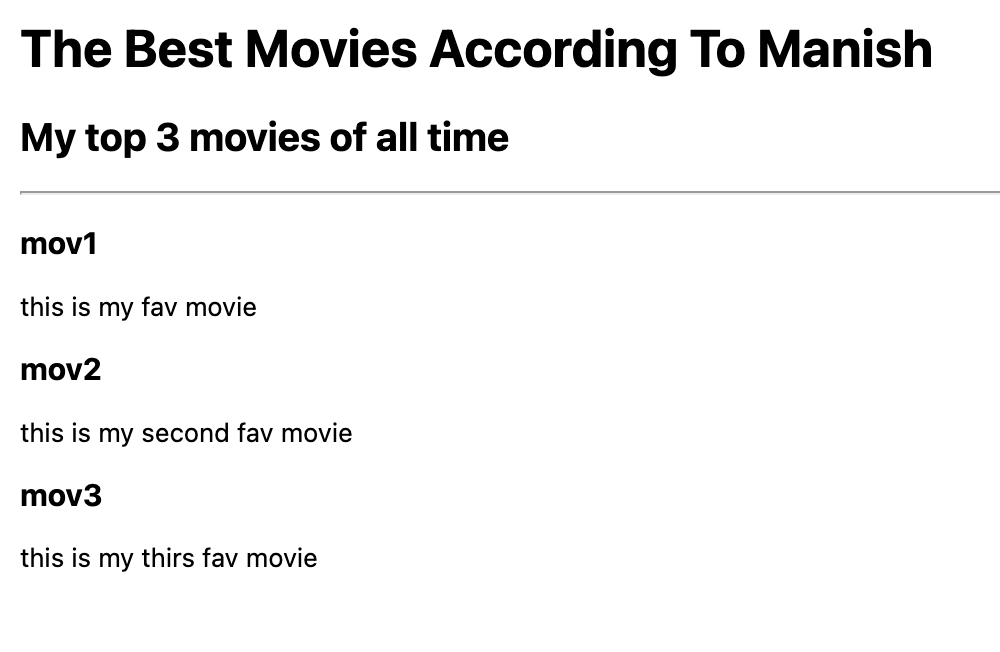 The Best Movies According To Manish
My top 3 movies of all time
mov1
this is my fav movie
mov2
this is my second fav movie
mov3
this is my thirs fav movie